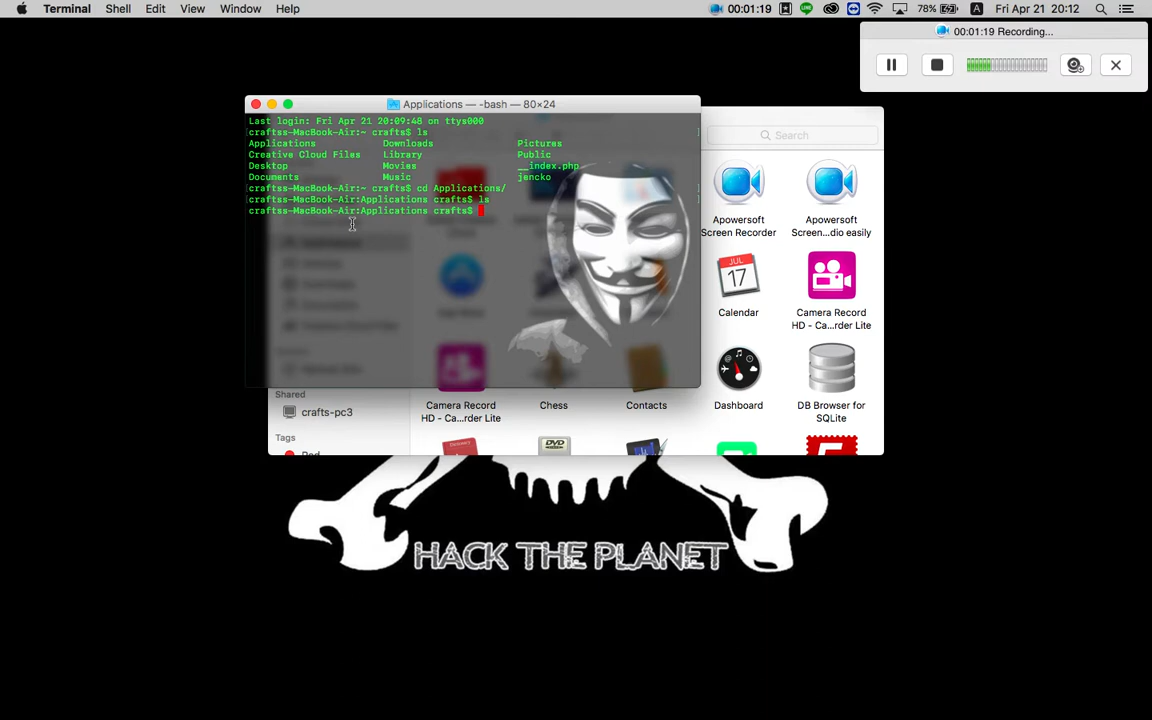 Terminal Shell Edit View Window Help 00:01:19 LINE 78% A Fri Apr 21 20:12
00:01:19 Recording...
Applications — -bash — 80×24
Last login: Fri Apr 21 20:09:48 on ttys000
craftss-MacBook-Air:~ crafts$ ls
Applications Downloads Pictures
Creative Cloud Files Library Public
Desktop Movies __index.php
Documents Music jencko
craftss-MacBook-Air:~ crafts$ cd Applications/
craftss-MacBook-Air:Applications crafts$ ls
craftss-MacBook-Air:Applications crafts$
Search
Apowersoft
Screen Recorder
Apowersoft
Screen...dio easily
JUL
17
Calendar
Camera Record
HD - Ca...rder Lite
Shared
crafts-pc3
Tags
Camera Record
HD - Ca...rder Lite
Chess
Contacts
Dashboard
DB Browser for
SQLite
DVD
HACK THE PLANET